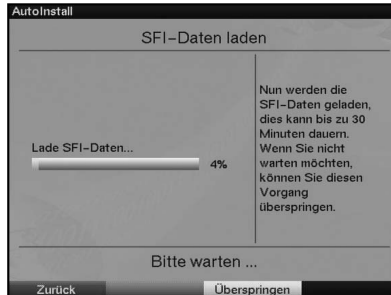 AutoInstall
SFI-Daten laden
Lade SFI-Daten...
4%
Nun werden die
SFI-Daten geladen,
dies kann bis zu 30
Minuten dauern.
Wenn Sie nicht
warten möchten,
können Sie diesen
Vorgang
überspringen.
Bitte warten ...
Zurück
Überspringen